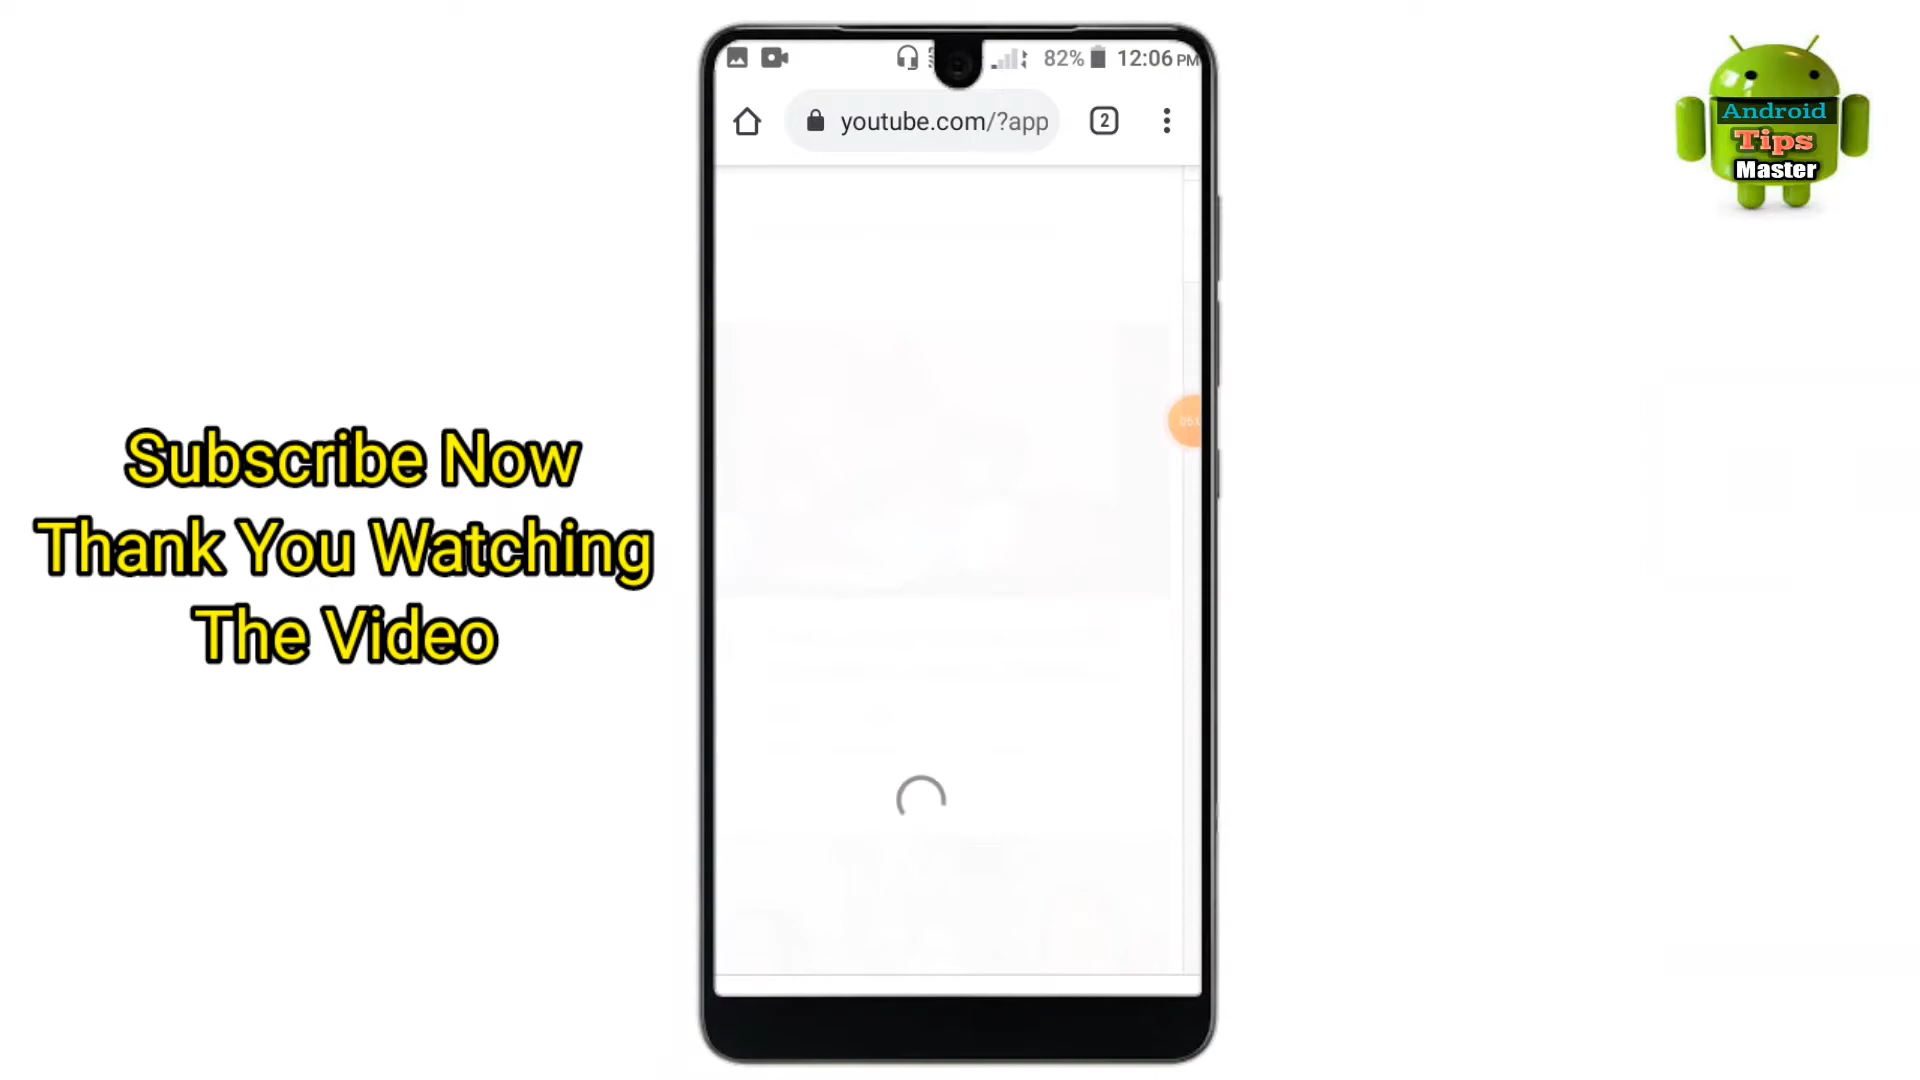 82% 12:06 PM
youtube.com/?app
2
Android
Tips
Master
Subscribe Now
Thank You Watching
The Video